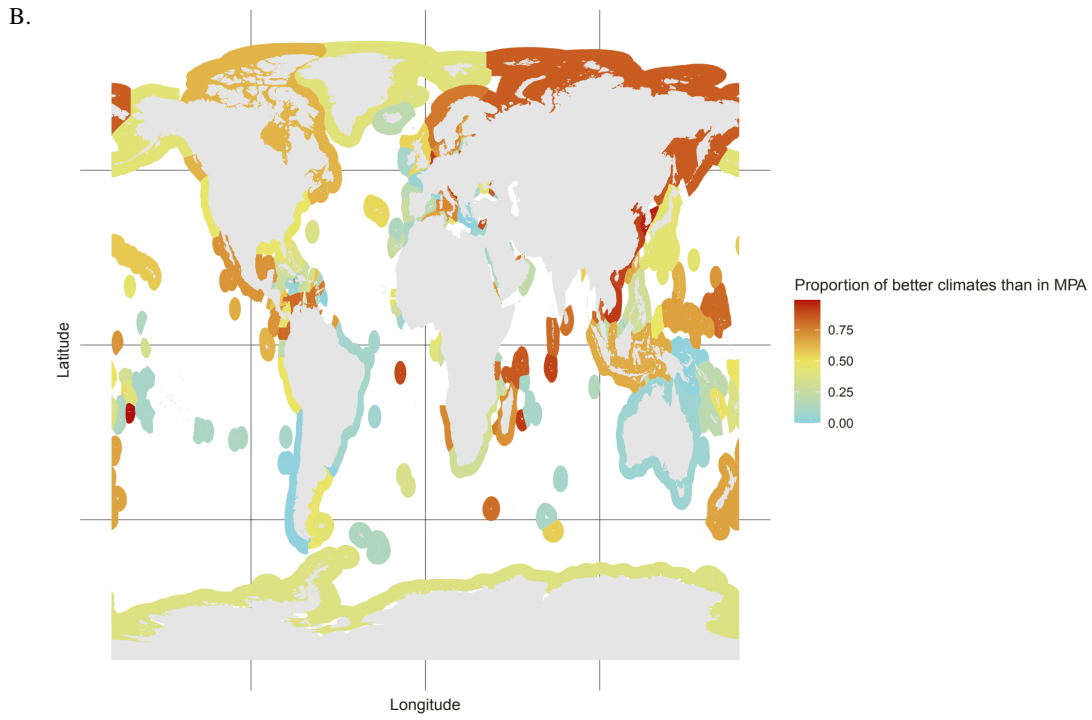 B.
Latitude
Longitude
Proportion of better climates than in MPA
0.75
0.50
0.25
0.00